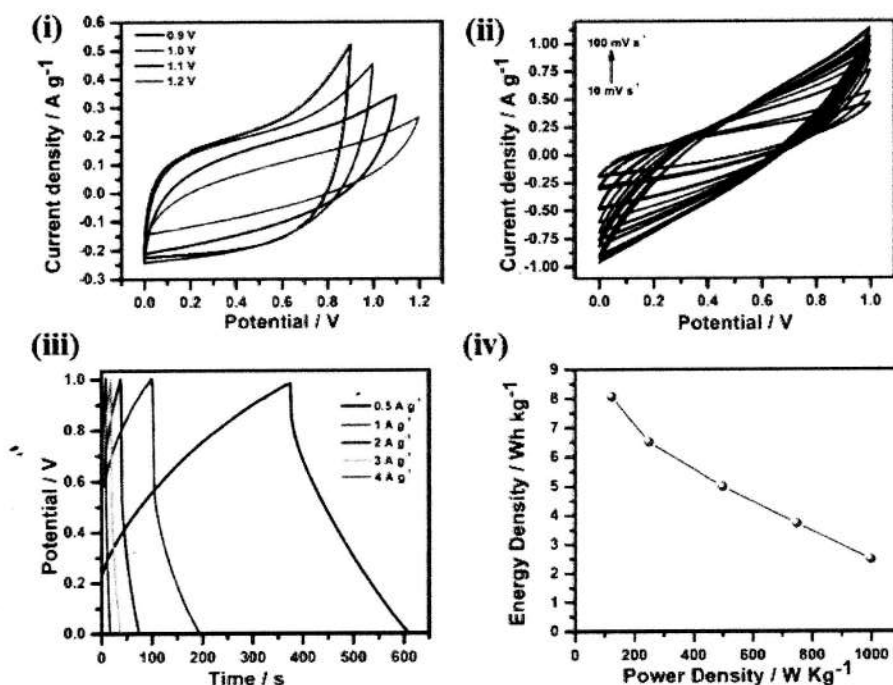 (i)
0.9 V
1.0 V
1.1 V
1.2 V
Current density / A g⁻¹
0.6
0.5
0.4
0.3
0.2
0.1
0.0
-0.1
-0.2
-0.3
0.0 0.2 0.4 0.6 0.8 1.0 1.2
Potential / V
(ii)
100 mV s⁻
10 mV s⁻
Current density / A g⁻¹
1.00
0.75
0.50
0.25
0.00
-0.25
-0.50
-0.75
-1.00
0.0 0.2 0.4 0.6 0.8 1.0
Potential / V
(iii)
0.5 A g⁻¹
1 A g⁻¹
2 A g⁻¹
3 A g⁻¹
4 A g⁻¹
Potential / V
1.0
0.8
0.6
0.4
0.2
0.0
0 100 200 300 400 500 600
Time / s
(iv)
Energy Density / Wh kg⁻¹
9
8
7
6
5
4
3
2
1
0
0 200 400 600 800 1000
Power Density / W Kg⁻¹